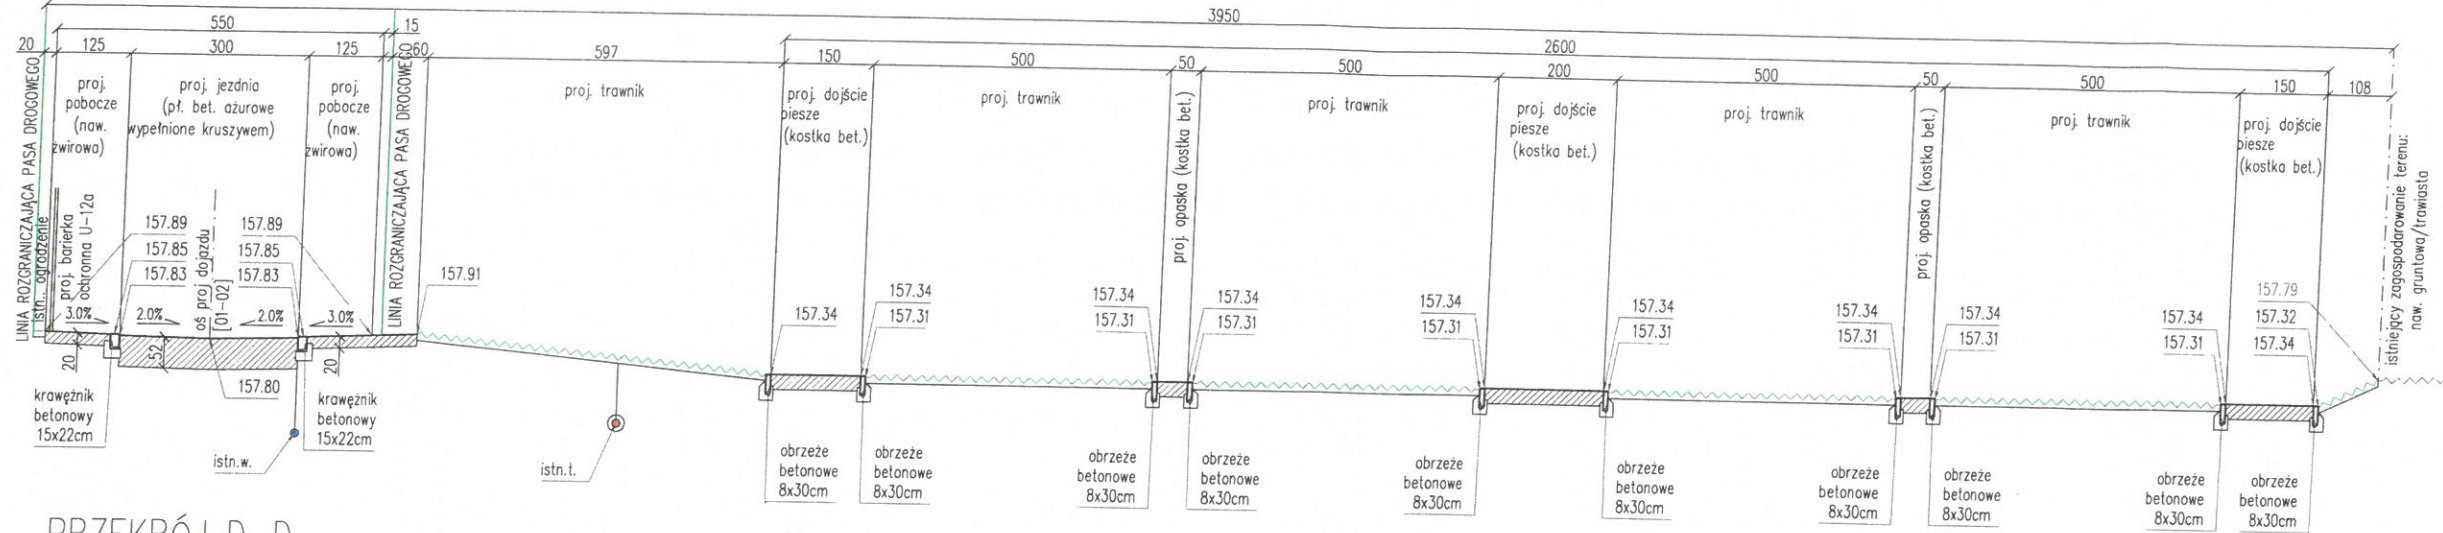 3950
550
15
2600
20
125
300
125
60
597
150
500
50
500
200
500
50
500
150
108
LINIA ROZGRANICZAJĄCA PASA DROGOWEGO
istn. ogrodzenie
proj.
pobocze
(naw.
żwirowa)
proj. jezdnia
(pł. bet. ażurowe
wypełnione kruszywem)
proj.
pobocze
(naw.
żwirowa)
LINIA ROZGRANICZAJĄCA PASA DROGOWEGO
proj. trawnik
proj. dojście
piesze
(kostka bet.)
proj. trawnik
proj. opaska (kostka bet.)
proj. trawnik
proj. dojście
piesze
(kostka bet.)
proj. trawnik
proj. opaska (kostka bet.)
proj. trawnik
proj. dojście
piesze
(kostka bet.)
istniejący zagospodarowanie terenu:
naw. gruntowa/trawiasta
proj. barierka
ochronna U-12a
157.89
157.85
157.83
oś proj dojazdu
[01-02]
157.89
157.85
157.83
157.91
3.0%
2.0%
2.0%
3.0%
20
52
20
157.80
157.34
157.34
157.31
157.34
157.31
157.34
157.31
157.34
157.31
157.34
157.31
157.34
157.31
157.34
157.31
157.34
157.31
157.79
157.32
157.34
krawężnik
betonowy
15x22cm
istn.w.
krawężnik
betonowy
15x22cm
istn.t.
obrzeże
betonowe
8x30cm
obrzeże
betonowe
8x30cm
obrzeże
betonowe
8x30cm
obrzeże
betonowe
8x30cm
obrzeże
betonowe
8x30cm
obrzeże
betonowe
8x30cm
obrzeże
betonowe
8x30cm
obrzeże
betonowe
8x30cm
obrzeże
betonowe
8x30cm
obrzeże
betonowe
8x30cm
PRZEKRÓJ D-D